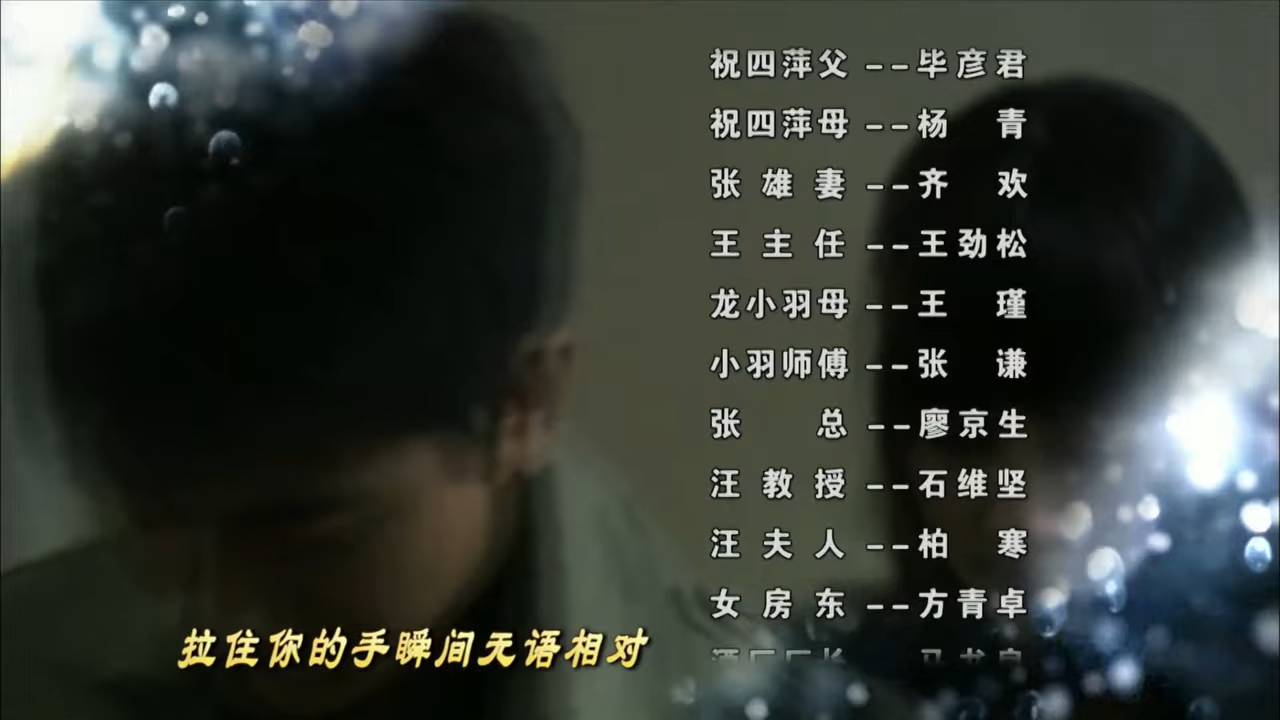 祝四萍父--毕彦君
祝四萍母--杨 青
张雄妻--齐 欢
王主任--王劲松
龙小羽母--王 瑾
小羽师傅--张 谦
张 总--廖京生
汪教授--石维坚
汪夫人--柏 寒
女房东--方青卓
拉住你的手瞬间无语相对